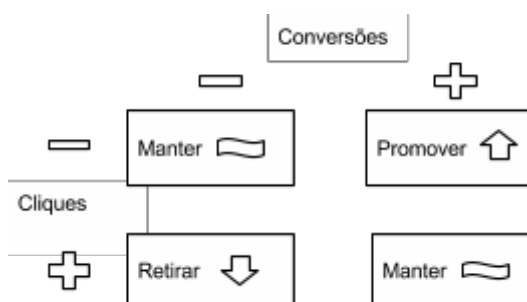 Conversões
Manter
Promover
Cliques
Retirar
Manter